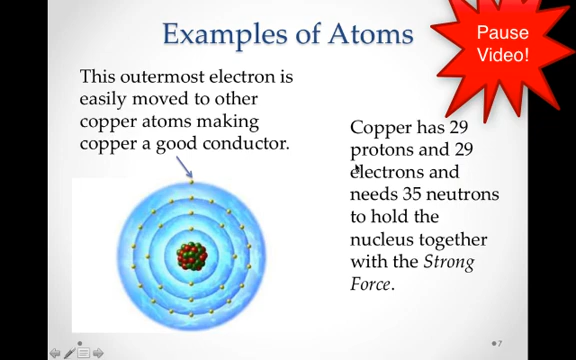 Examples of Atoms
Pause
Video!
This outermost electron is
easily moved to other
copper atoms making
copper a good conductor.
Copper has 29
protons and 29
electrons and
needs 35 neutrons
to hold the
nucleus together
with the Strong
Force.
7